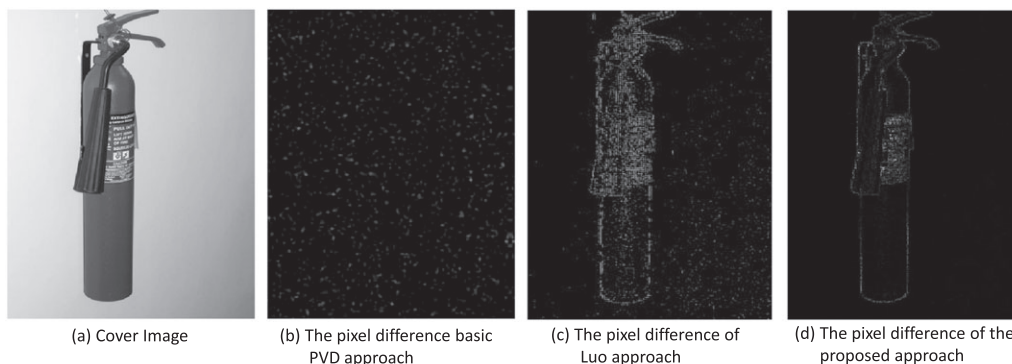 (a) Cover Image
(b) The pixel difference basic
PVD approach
(c) The pixel difference of
Luo approach
(d) The pixel difference of the
proposed approach